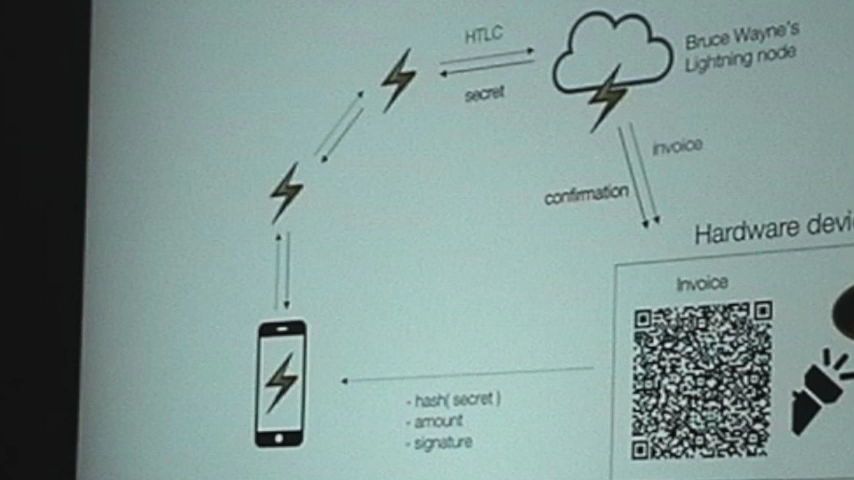 HTLC
secret
Bruce Wayne's
Lightning node
invoice
confirmation
Hardware devi
Invoice
- hash( secret )
- amount
- signature